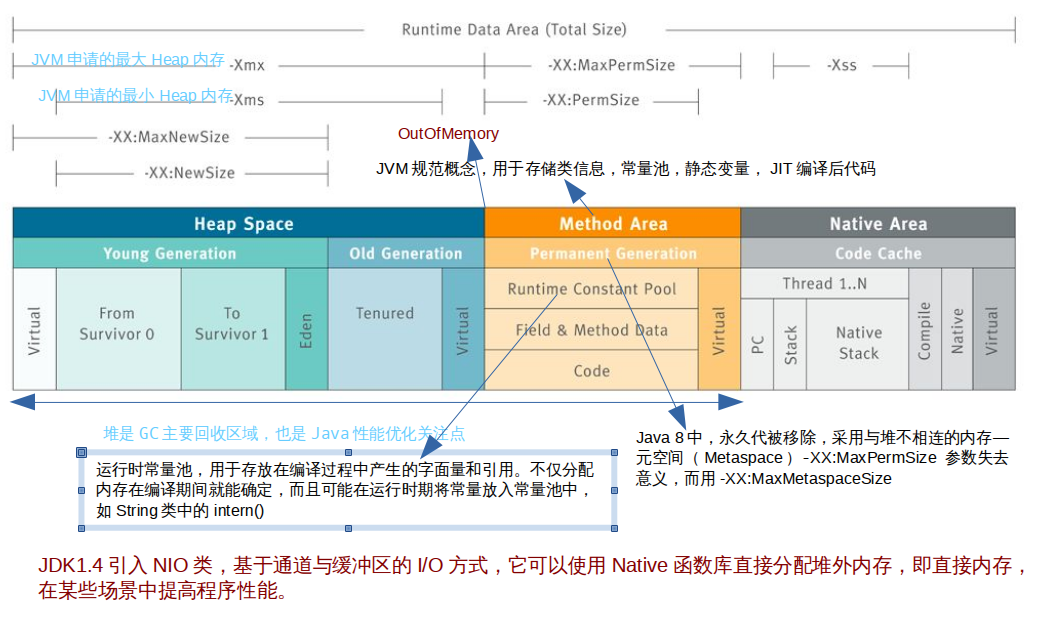 Runtime Data Area (Total Size)
JVM 申请的最大 Heap 内存
-Xmx
-XX:MaxPermSize
-Xss
JVM 申请的最小 Heap 内存
-Xms
-XX:PermSize
-XX:MaxNewSize
OutOfMemory
-XX:NewSize
JVM 规范概念，用于存储类信息，常量池，静态变量， JIT 编译后代码
Heap Space
Method Area
Native Area
Young Generation
Old Generation
Permanent Generation
Code Cache
Virtual
From
Survivor 0
To
Survivor 1
Eden
Tenured
Virtual
Runtime Constant Pool
Field & Method Data
Code
Virtual
Thread 1..N
PC
Stack
Native
Stack
Compile
Native
Virtual
堆是 GC 主要回收区域，也是 Java 性能优化关注点
运行时常量池，用于存放在编译过程中产生的字面量和引用。不仅分配
内存在编译期间就能确定，而且可能在运行时期将常量放入常量池中，
如 String 类中的 intern()
Java 8 中，永久代被移除，采用与堆不相连的内存—
元空间（ Metaspace ）-XX:MaxPermSize 参数失去
意义，而用 -XX:MaxMetaspaceSize
JDK1.4 引入 NIO 类，基于通道与缓冲区的 I/O 方式，它可以使用 Native 函数库直接分配堆外内存，即直接内存，
在某些场景中提高程序性能。